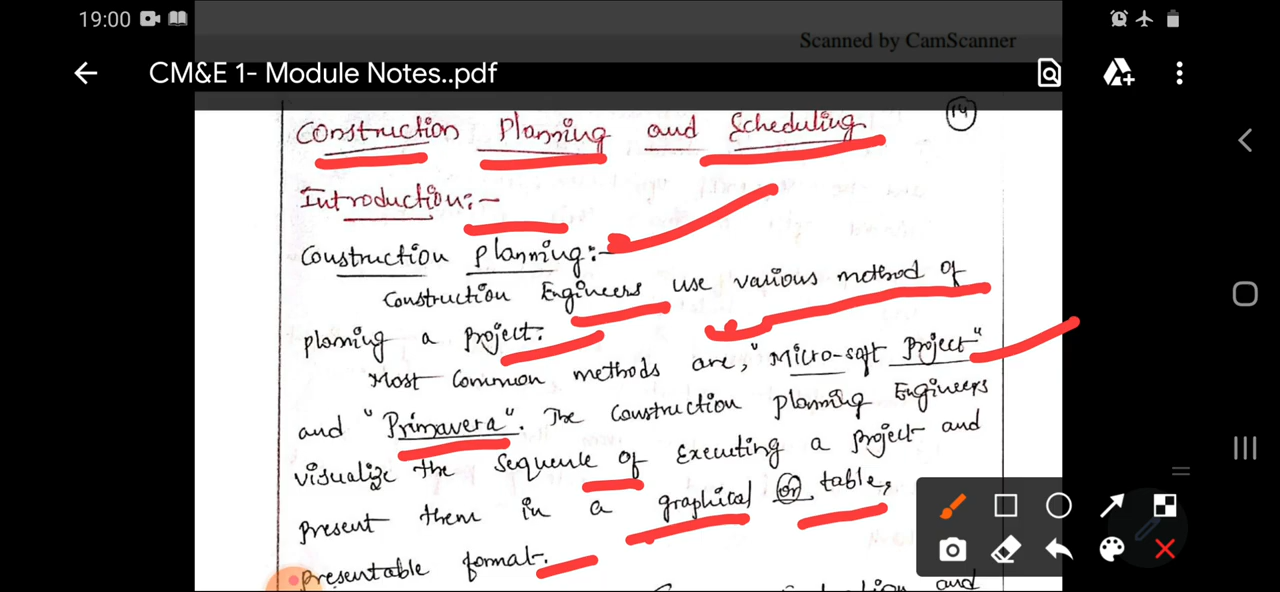 19:00
Scanned by CamScanner
CM&E 1- Module Notes..pdf
14
Construction Planning and Scheduling
Introduction:-
Construction planning:-
Construction Engineers use various method of
planning a project.
Most Common methods are, "Micro-soft Project"
and "Primavera". The Construction planning Engineers
visualize the Sequence of Executing a project and
present them in a graphical or table,
presentable format.
and